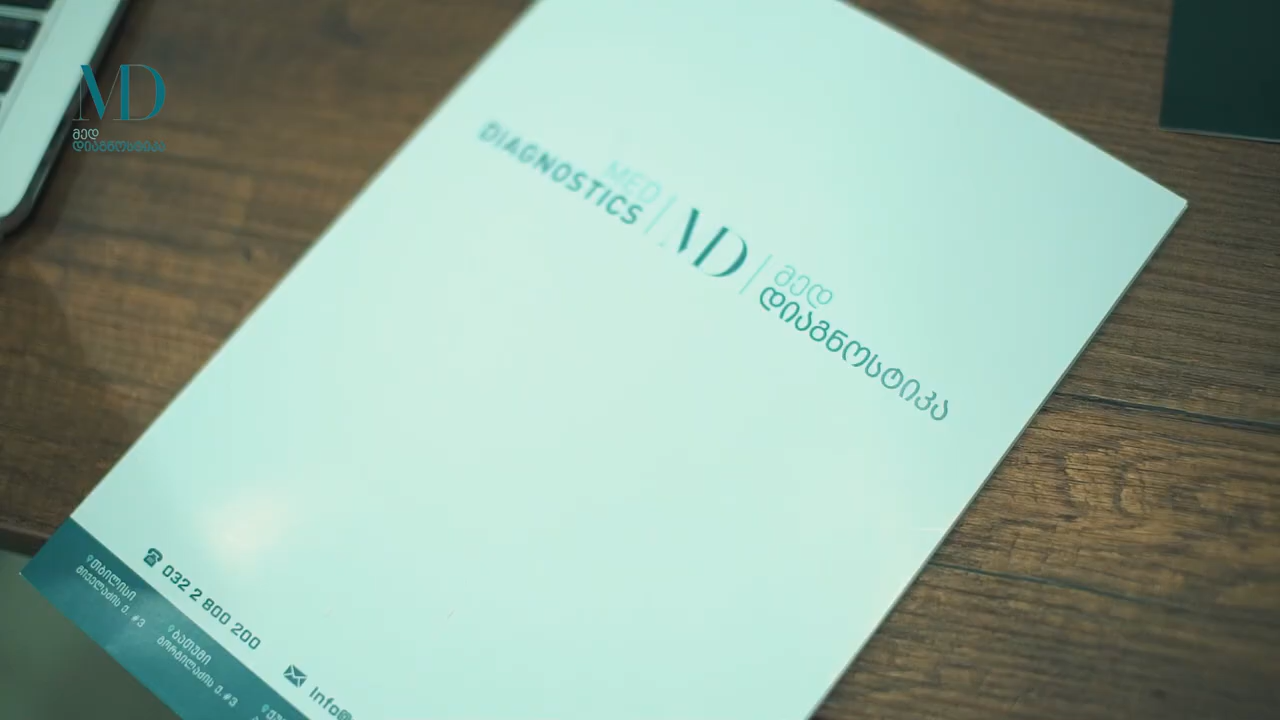 MD
მედ
დიაგნოსტიკა
MED
DIAGNOSTICS
MD
მედ
დიაგნოსტიკა
032 2 800 200
Info@
თბილისი
ბათუმი